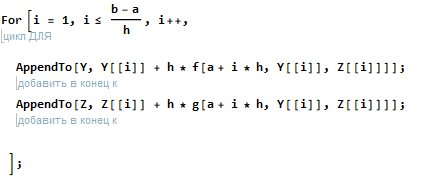 For[i = 1, i ≤ (b - a)/h, i++,
цикл ДЛЯ
AppendTo[Y, Y[[i]] + h * f[a + i * h, Y[[i]], Z[[i]]]];
добавить в конец к
AppendTo[Z, Z[[i]] + h * g[a + i * h, Y[[i]], Z[[i]]]];
добавить в конец к
];